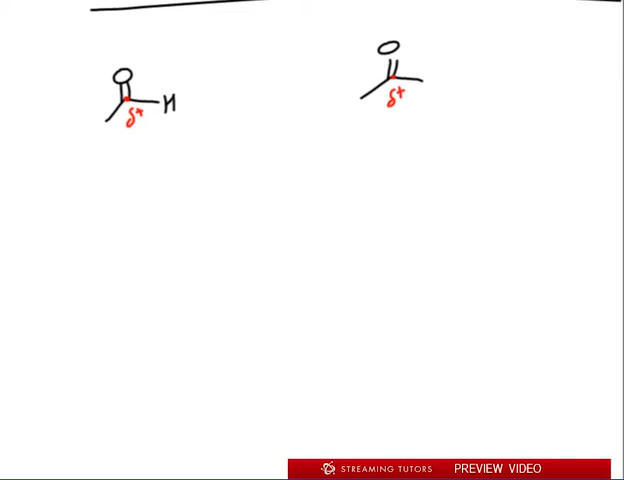 O O
H
δ+ δ+
STREAMING TUTORS PREVIEW VIDEO